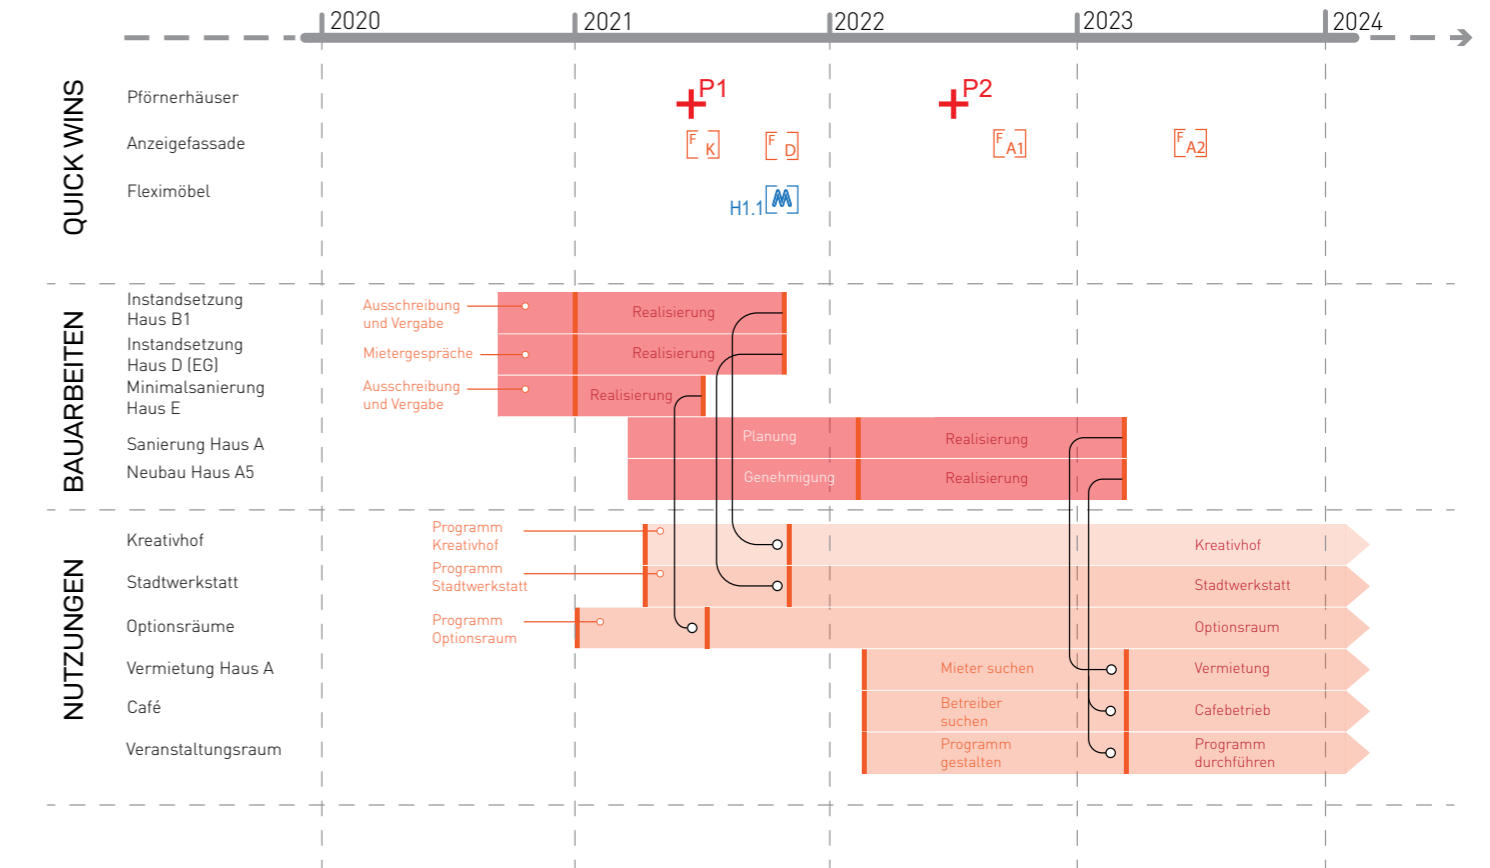 2020 2021 2022 2023 2024
QUICK WINS
Pförnerhäuser
P1 P2
Anzeigefassade
F K F D F A1 F A2
Fleximöbel
H1.1
BAUARBEITEN
Instandsetzung
Haus B1
Ausschreibung
und Vergabe
Realisierung
Instandsetzung
Haus D (EG)
Mietergespräche
Realisierung
Minimalsanierung
Haus E
Ausschreibung
und Vergabe
Realisierung
Sanierung Haus A
Planung
Realisierung
Neubau Haus A5
Genehmigung
Realisierung
NUTZUNGEN
Kreativhof
Programm
Kreativhof
Kreativhof
Stadtwerkstatt
Programm
Stadtwerkstatt
Stadtwerkstatt
Optionsräume
Programm
Optionsraum
Optionsraum
Vermietung Haus A
Mieter suchen
Vermietung
Café
Betreiber
suchen
Cafebetrieb
Veranstaltungsraum
Programm
gestalten
Programm
durchführen